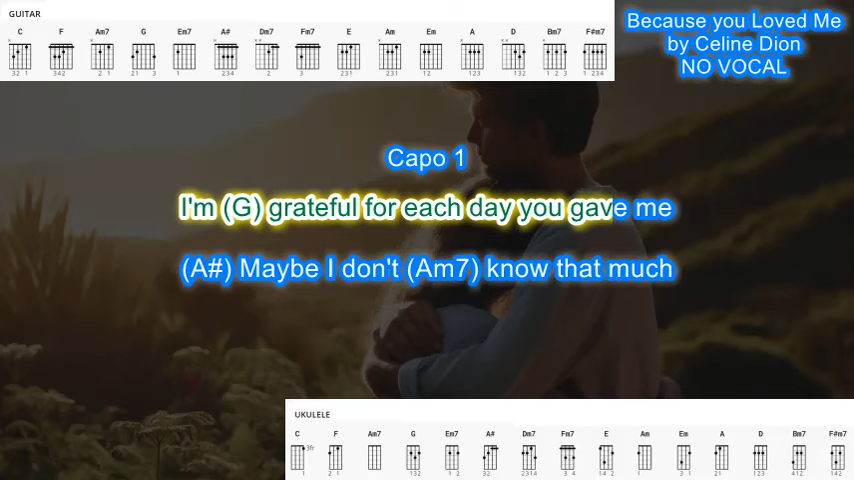 GUITAR
C F Am7 G Em7 A# Dm7 Fm7 E Am Em A D Bm7 F#m7
Because you Loved Me
by Celine Dion
NO VOCAL
Capo 1
I'm (G) grateful for each day you gave me
(A#) Maybe I don't (Am7) know that much
UKULELE
C F Am7 G Em7 A# Dm7 Fm7 E Am Em A D Bm7 F#m7
3fr